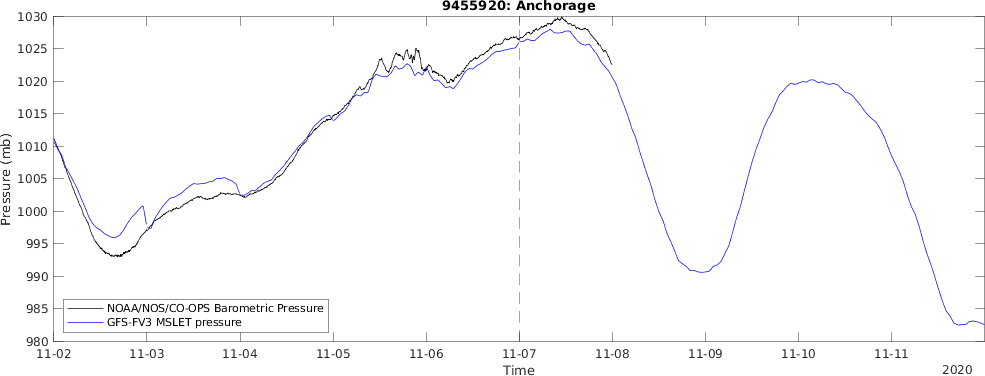 9455920: Anchorage
1030
1025
1020
1015
1010
1005
1000
995
990
985
980
Pressure (mb)
NOAA/NOS/CO-OPS Barometric Pressure
GFS-FV3 MSLET pressure
11-02 11-03 11-04 11-05 11-06 11-07 11-08 11-09 11-10 11-11
Time
2020